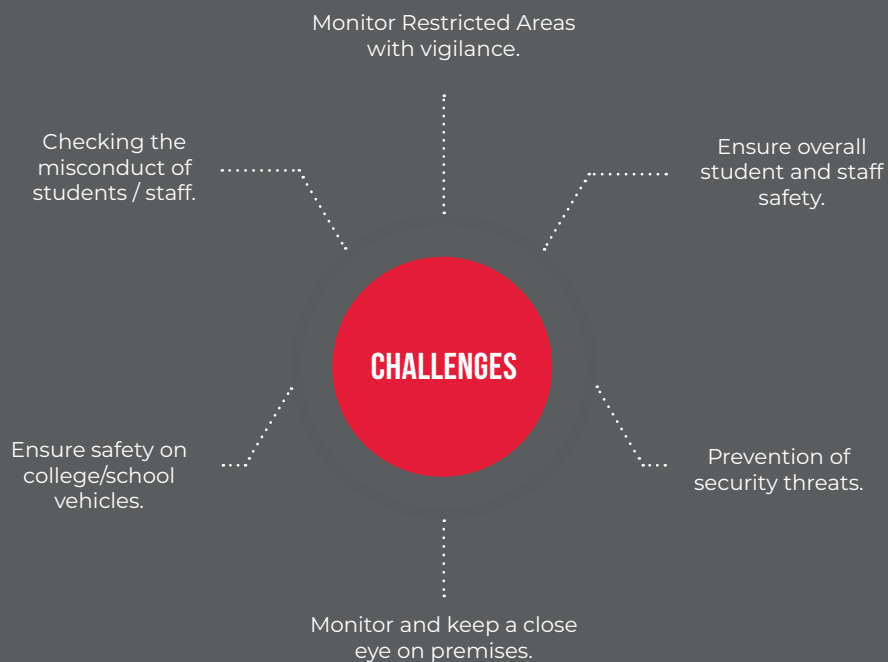 Monitor Restricted Areas
with vigilance.
Checking the
misconduct of
students / staff.
Ensure overall
student and staff
safety.
CHALLENGES
Ensure safety on
college/school
vehicles.
Prevention of
security threats.
Monitor and keep a close
eye on premises.